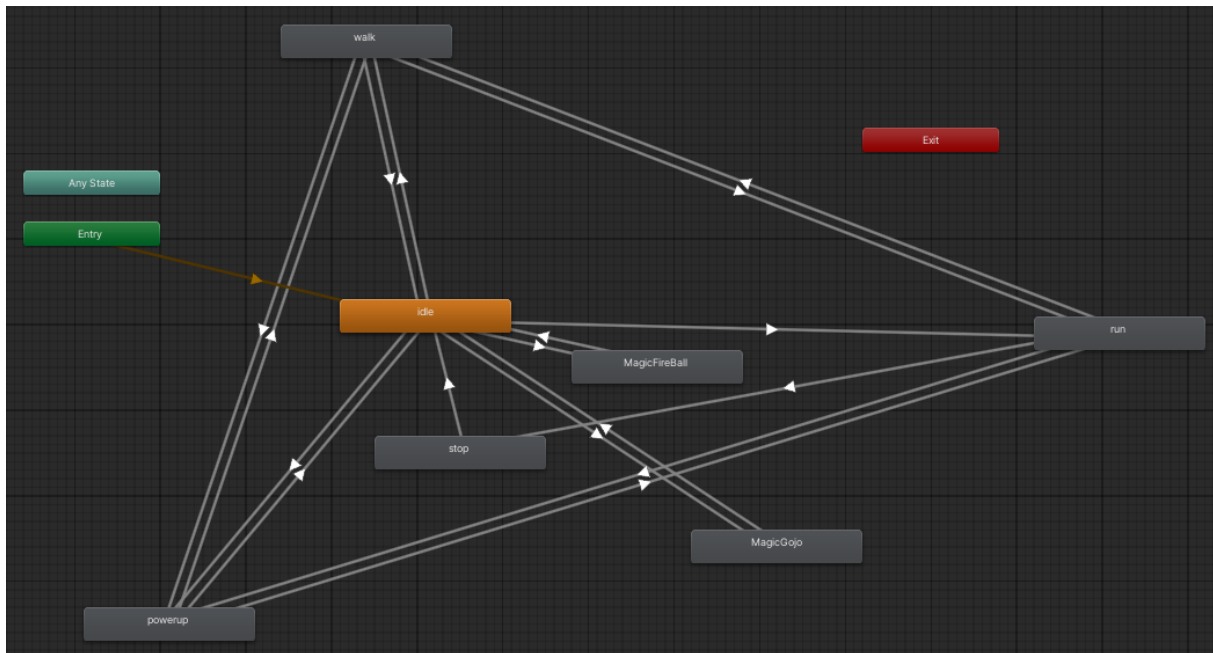 walk
Exit
Any State
Entry
idle
run
MagicFireBall
stop
MagicGojo
powerup